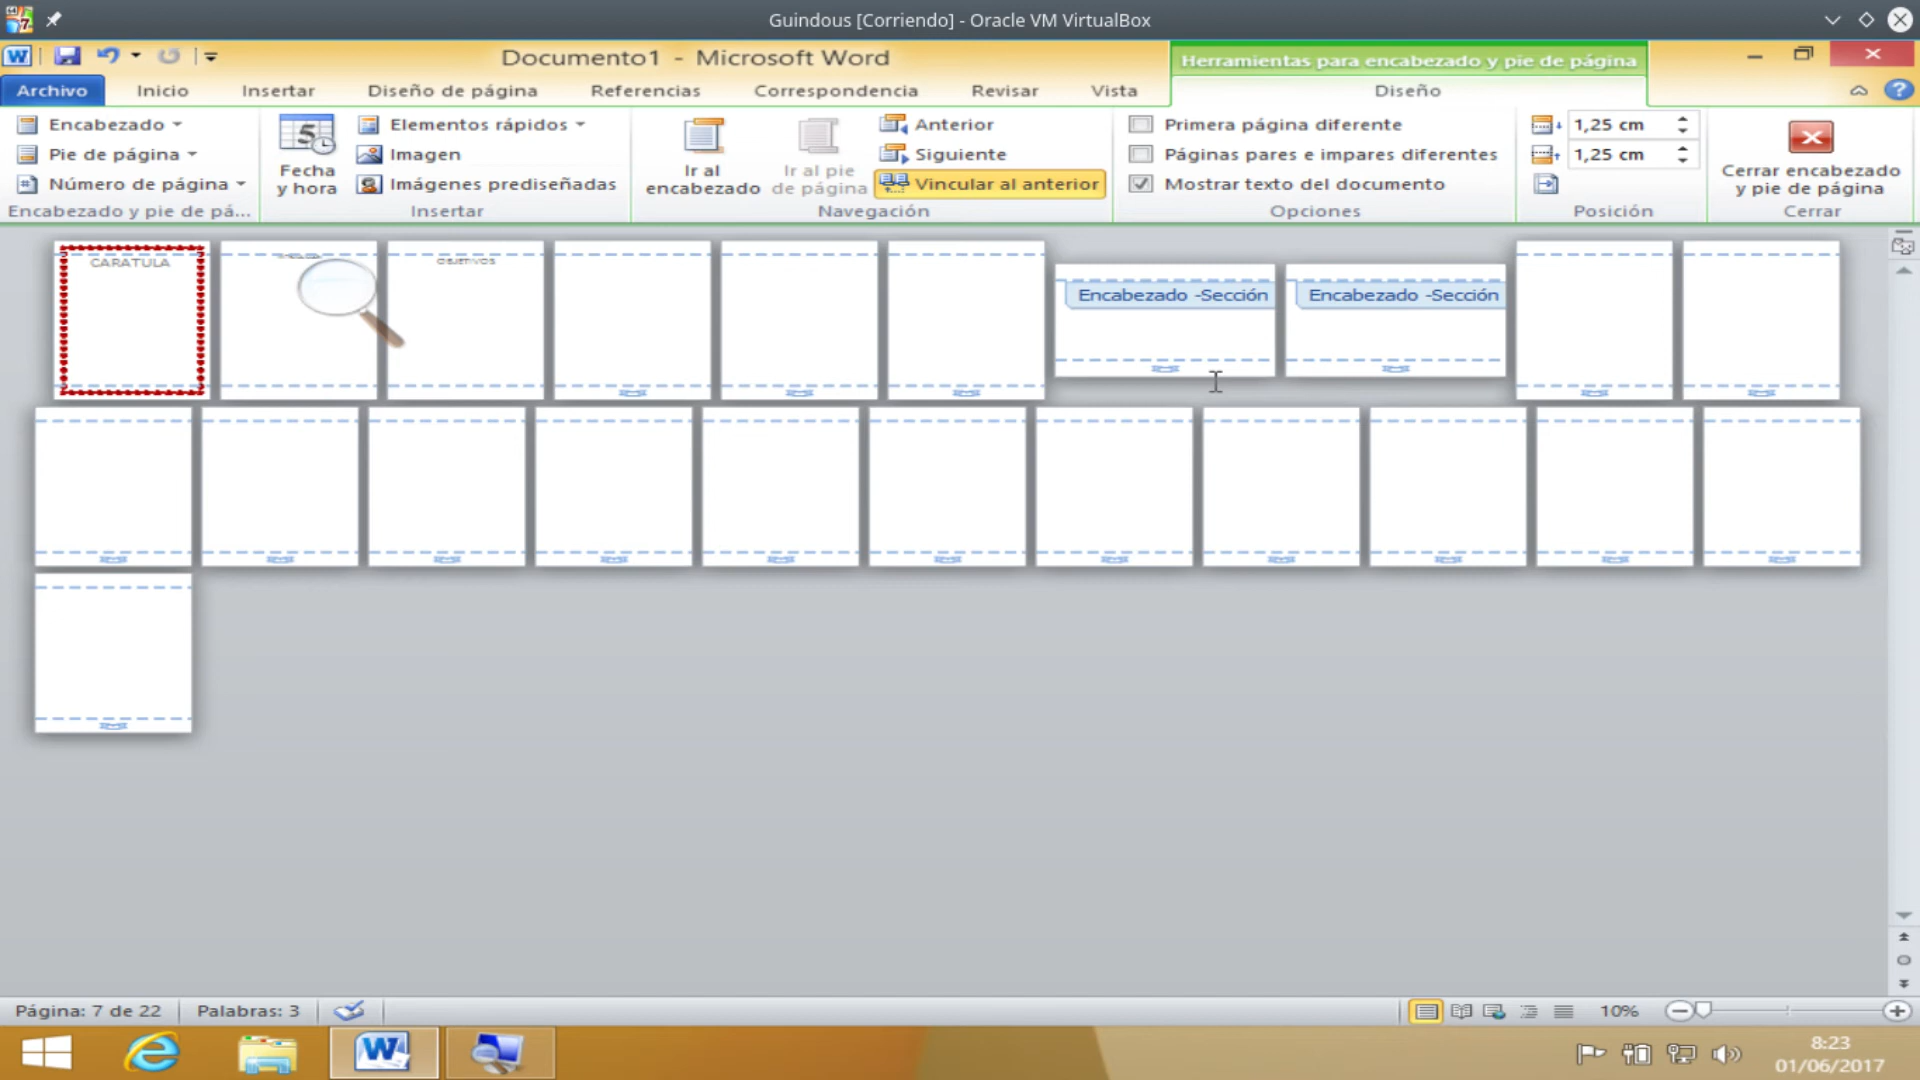 Guindous [Corriendo] - Oracle VM VirtualBox
Documento1 - Microsoft Word
Herramientas para encabezado y pie de página
Archivo
Inicio
Insertar
Diseño de página
Referencias
Correspondencia
Revisar
Vista
Diseño
Encabezado
Pie de página
Número de página
Encabezado y pie de pá...
Fecha
y hora
Elementos rápidos
Imagen
Imágenes prediseñadas
Insertar
Ir al
encabezado
Ir al pie
de página
Anterior
Siguiente
Vincular al anterior
Navegación
Primera página diferente
Páginas pares e impares diferentes
Mostrar texto del documento
Opciones
1,25 cm
1,25 cm
Posición
Cerrar encabezado
y pie de página
Cerrar
CARATULA
OBJETIVOS
Encabezado -Sección
Encabezado -Sección
Página: 7 de 22
Palabras: 3
10%
8:23
01/06/2017